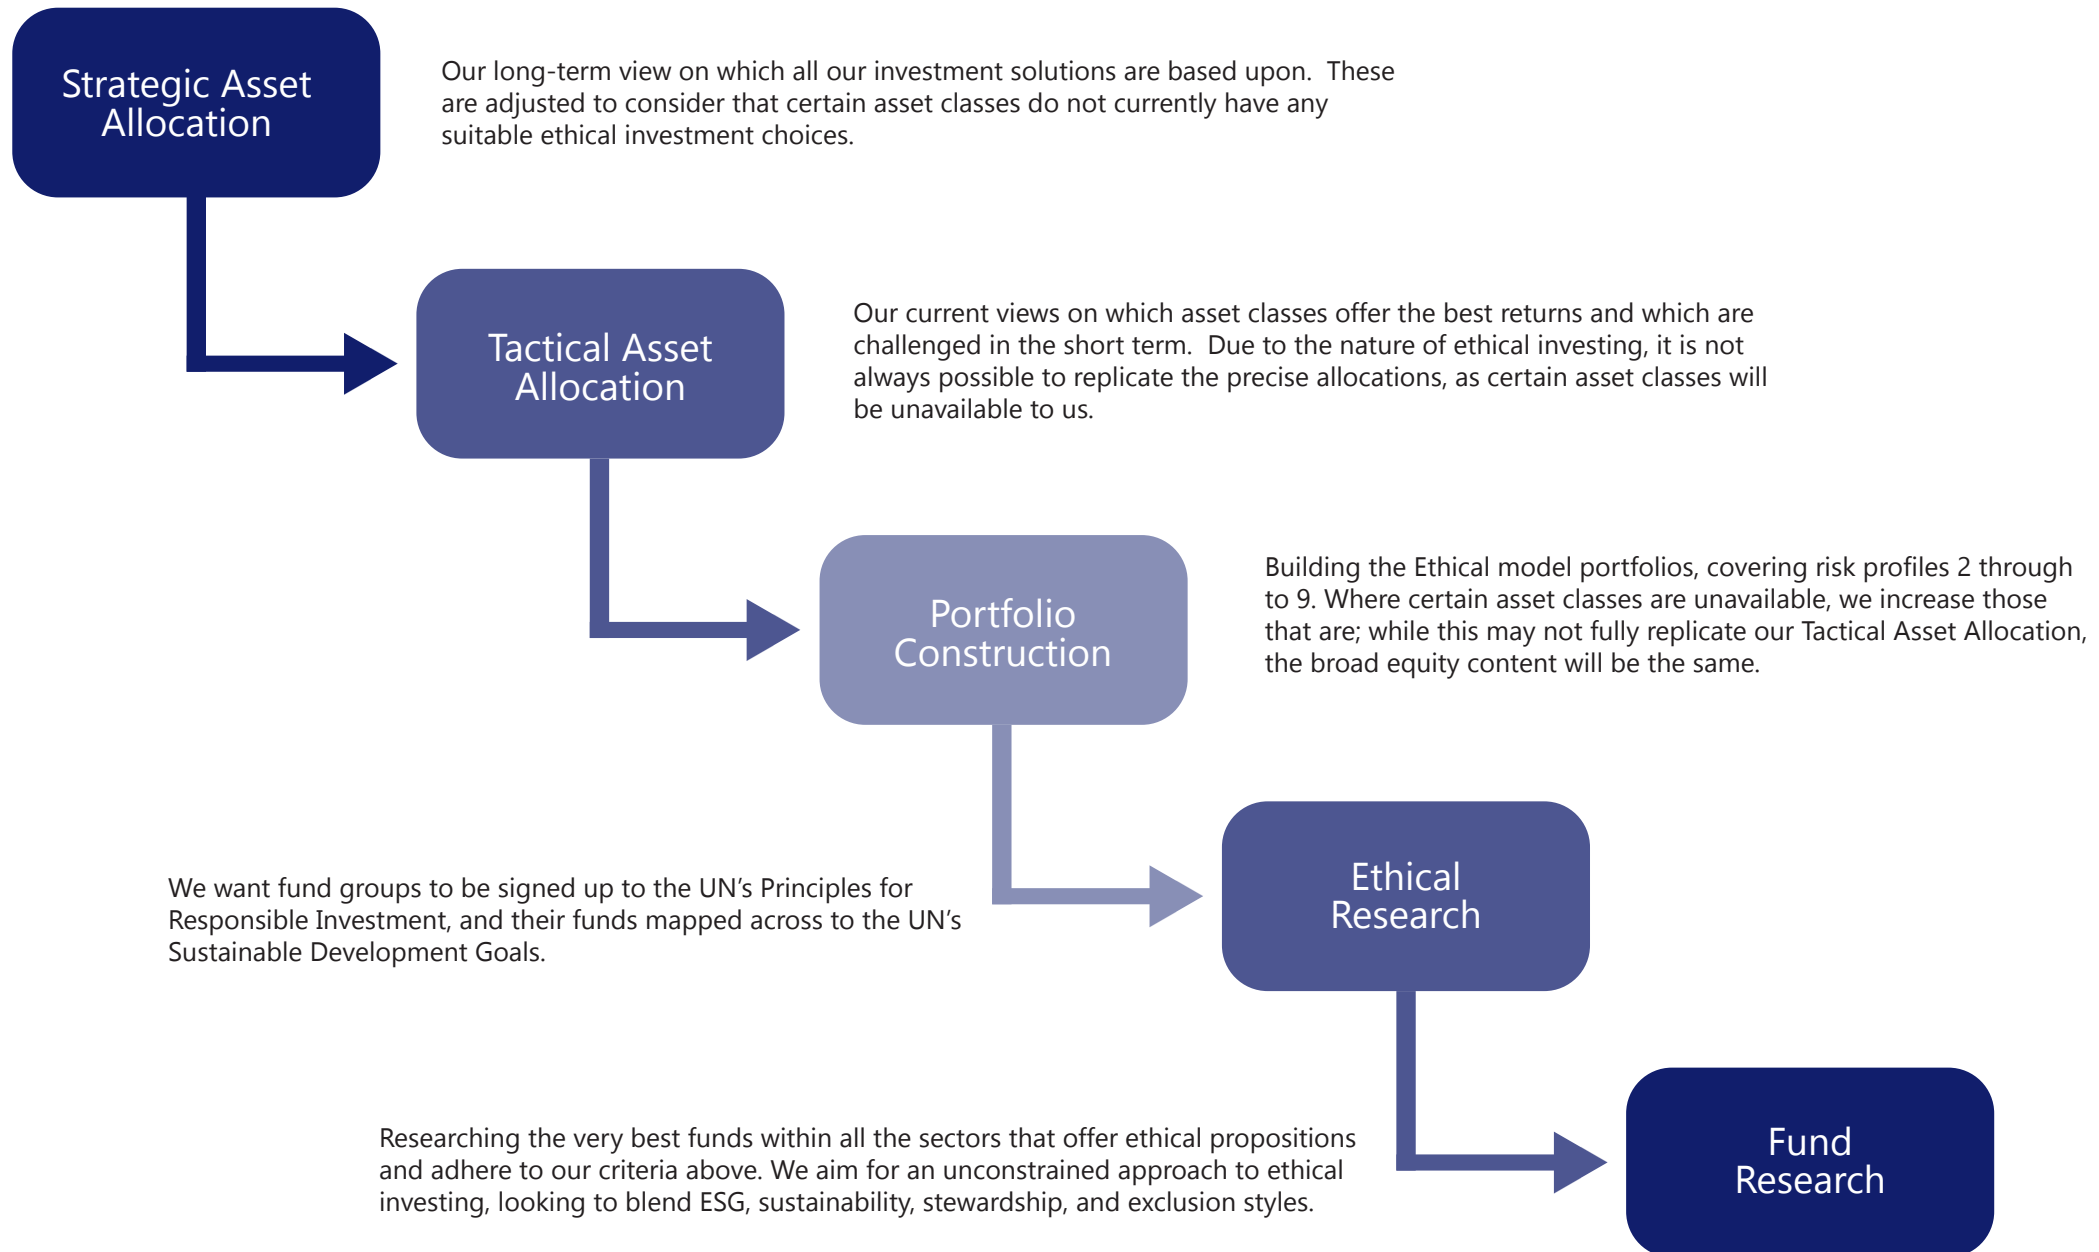 Strategic Asset
Allocation
Our long-term view on which all our investment solutions are based upon.  These
are adjusted to consider that certain asset classes do not currently have any
suitable ethical investment choices.
Tactical Asset
Allocation
Our current views on which asset classes offer the best returns and which are
challenged in the short term.  Due to the nature of ethical investing, it is not
always possible to replicate the precise allocations, as certain asset classes will
be unavailable to us.
Portfolio
Construction
Building the Ethical model portfolios, covering risk profiles 2 through
to 9. Where certain asset classes are unavailable, we increase those
that are; while this may not fully replicate our Tactical Asset Allocation,
the broad equity content will be the same.
Ethical
Research
We want fund groups to be signed up to the UN’s Principles for
Responsible Investment, and their funds mapped across to the UN’s
Sustainable Development Goals.
Fund
Research
Researching the very best funds within all the sectors that offer ethical propositions
and adhere to our criteria above. We aim for an unconstrained approach to ethical
investing, looking to blend ESG, sustainability, stewardship, and exclusion styles.